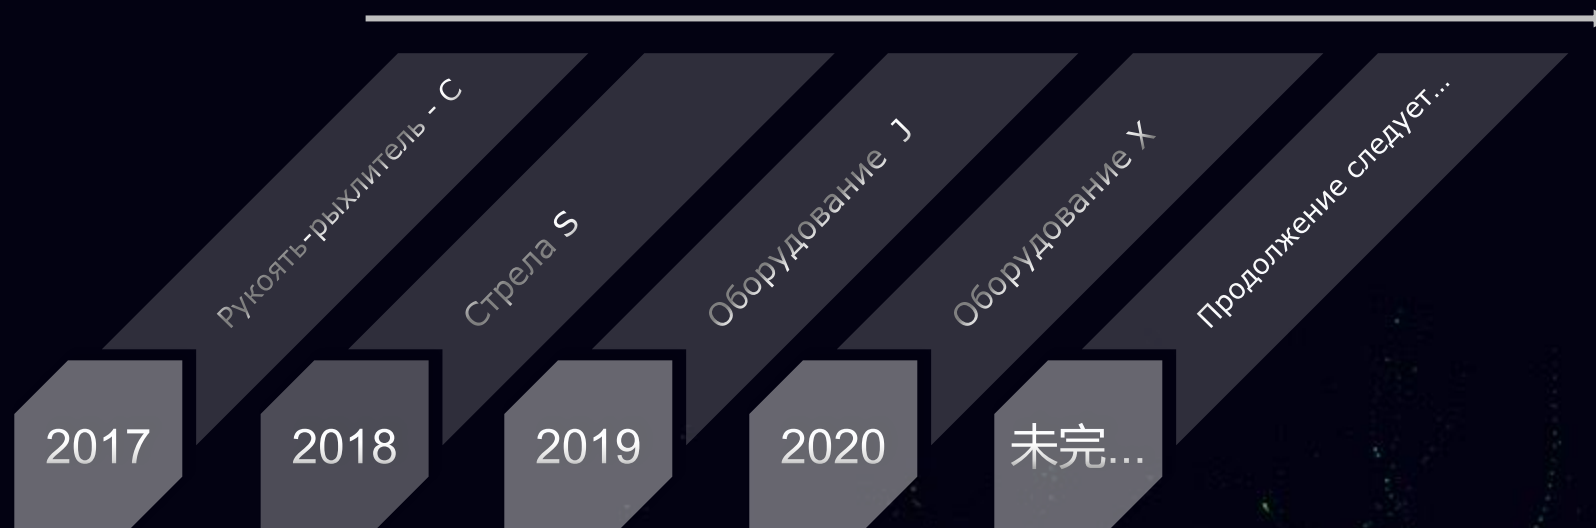 Рукоять-рыхлитель - С
Стрела S
Оборудование J
Оборудование X
Продолжение следует...
2017
2018
2019
2020
未完...